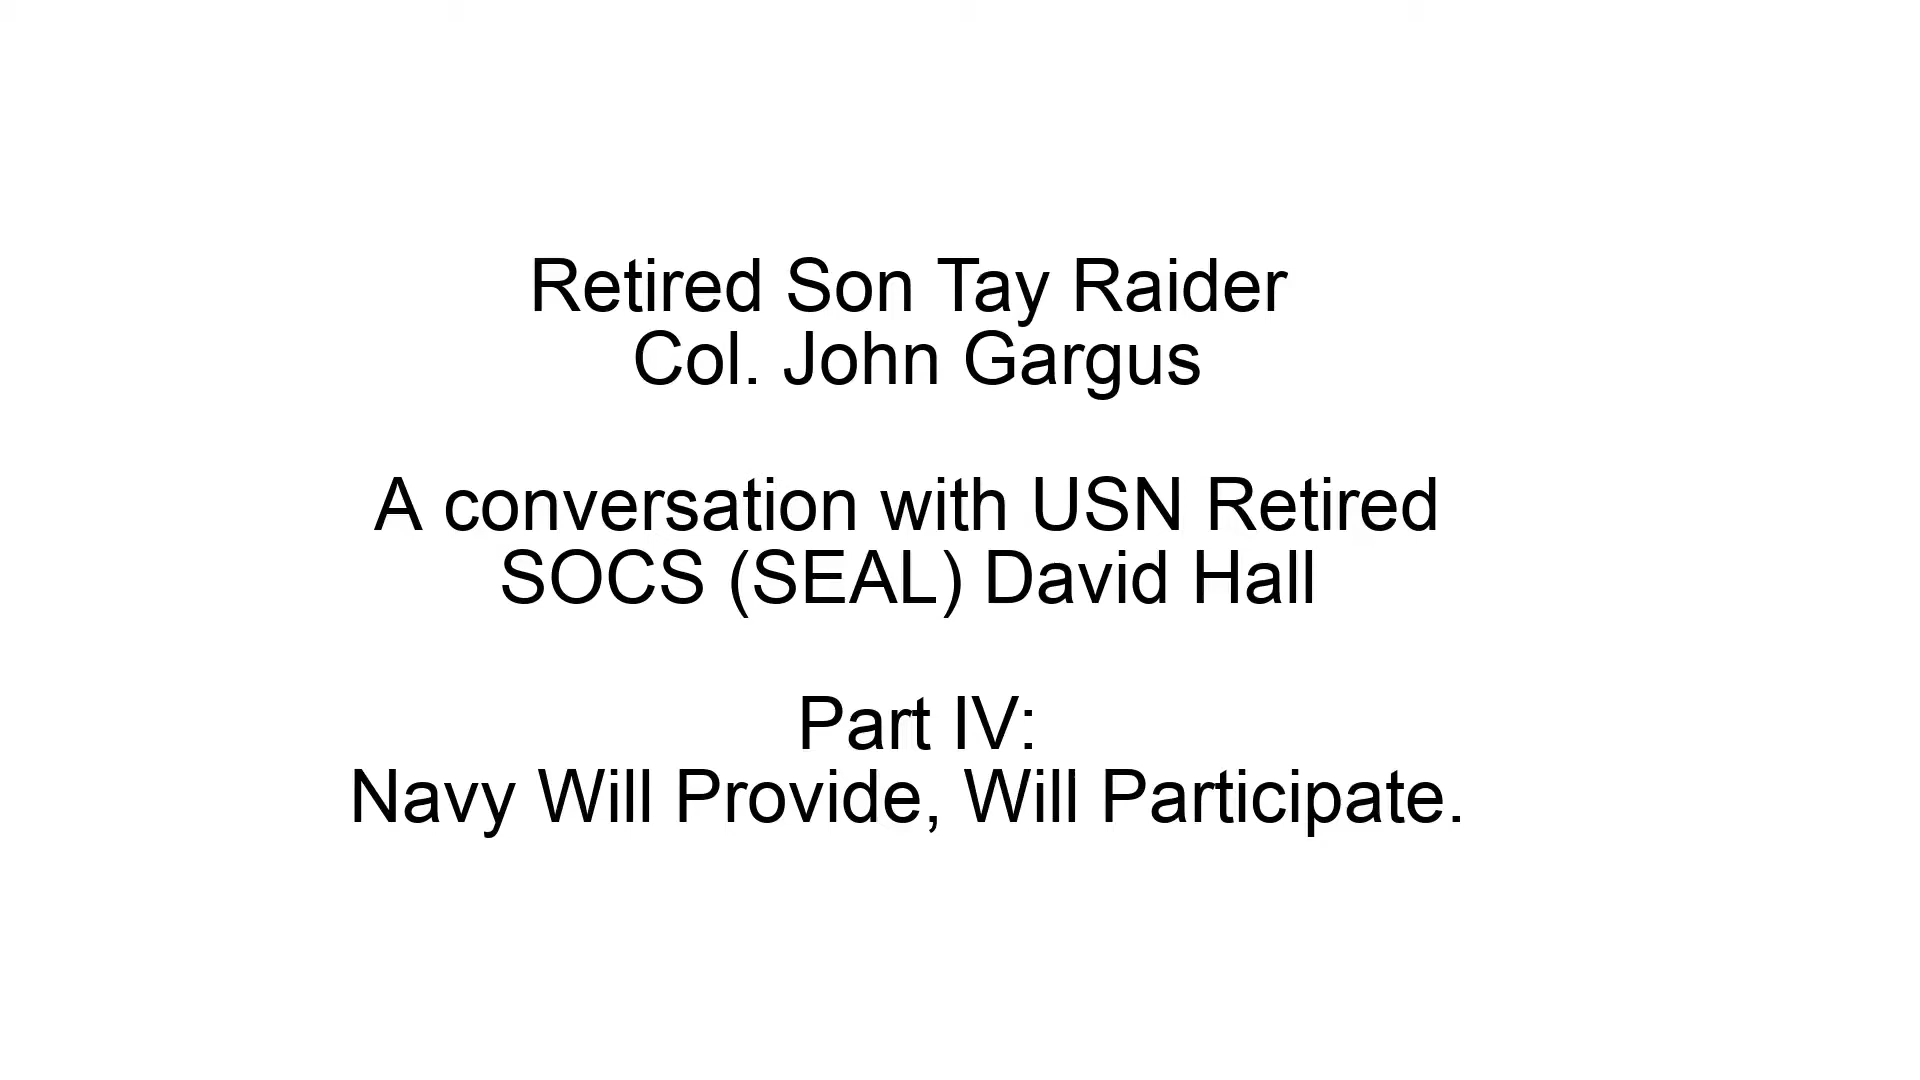 Retired Son Tay Raider
Col. John Gargus
A conversation with USN Retired
SOCS (SEAL) David Hall
Part IV:
Navy Will Provide, Will Participate.